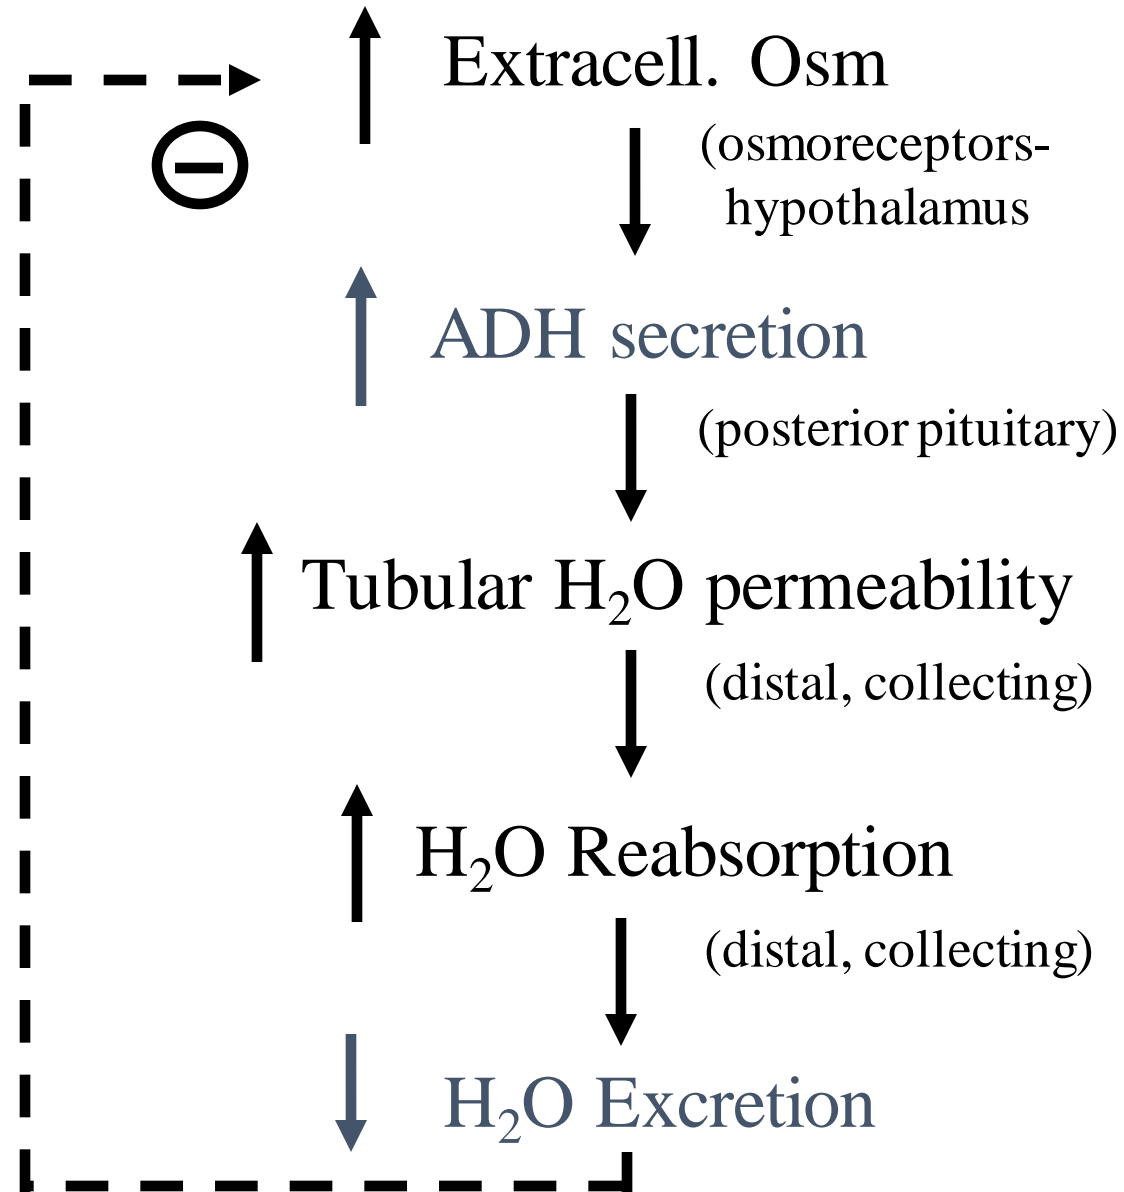 Extracell. Osm
(osmoreceptors-
hypothalamus
ADH secretion
(posterior pituitary)
Tubular H₂O permeability
(distal, collecting)
H₂O Reabsorption
(distal, collecting)
H₂O Excretion